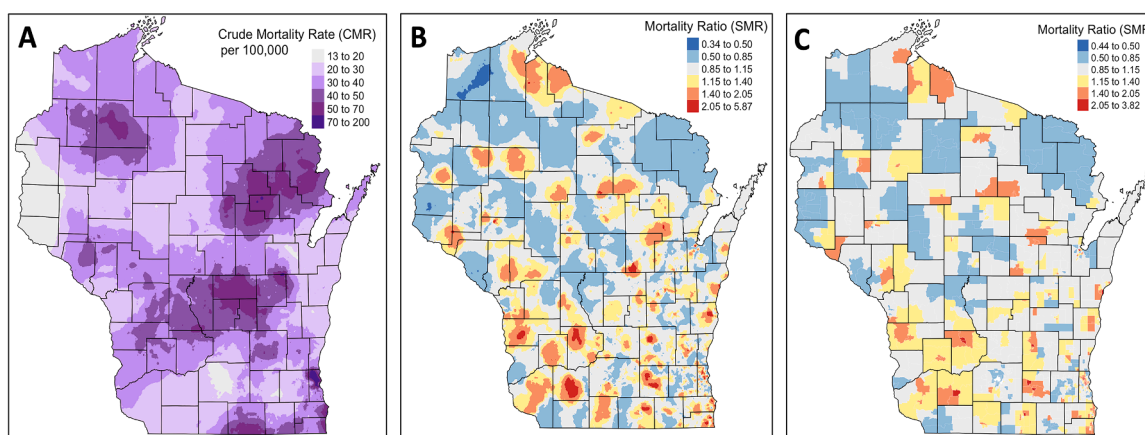 A
Crude Mortality Rate (CMR)
per 100,000
13 to 20
20 to 30
30 to 40
40 to 50
50 to 70
70 to 200
B
Mortality Ratio (SMR)
0.34 to 0.50
0.50 to 0.85
0.85 to 1.15
1.15 to 1.40
1.40 to 2.05
2.05 to 5.87
C
Mortality Ratio (SMR
0.44 to 0.50
0.50 to 0.85
0.85 to 1.15
1.15 to 1.40
1.40 to 2.05
2.05 to 3.82